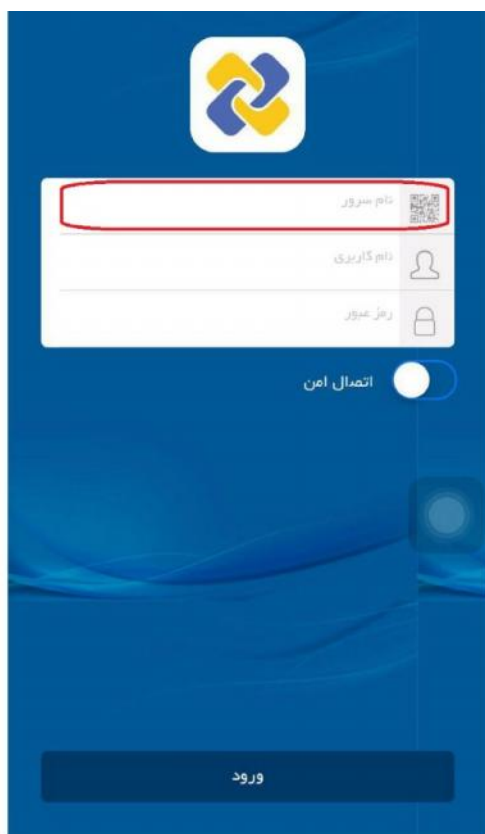 نام سرور
نام کاربری
رمز عبور
اتصال امن
ورود